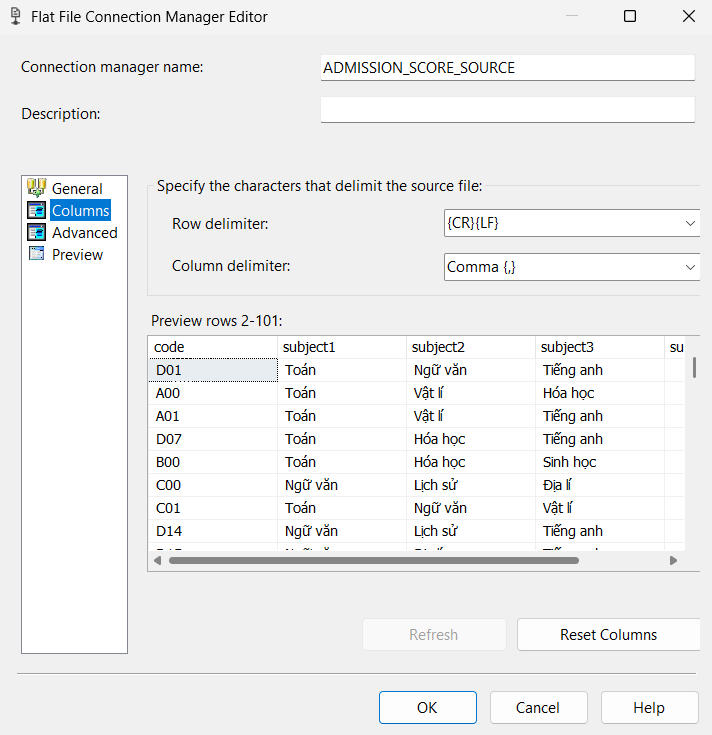 Flat File Connection Manager Editor
Connection manager name: ADMISSION_SCORE_SOURCE
Description:
General
Columns
Advanced
Preview
Specify the characters that delimit the source file:
Row delimiter: {CR}{LF}
Column delimiter: Comma {,}
Preview rows 2-101:
code subject1 subject2 subject3 su
D01 Toán Ngữ văn Tiếng anh
A00 Toán Vật lí Hóa học
A01 Toán Vật lí Tiếng anh
D07 Toán Hóa học Tiếng anh
B00 Toán Hóa học Sinh học
C00 Ngữ văn Lịch sử Địa lí
C01 Toán Ngữ văn Vật lí
D14 Ngữ văn Lịch sử Tiếng anh
Refresh Reset Columns
OK Cancel Help